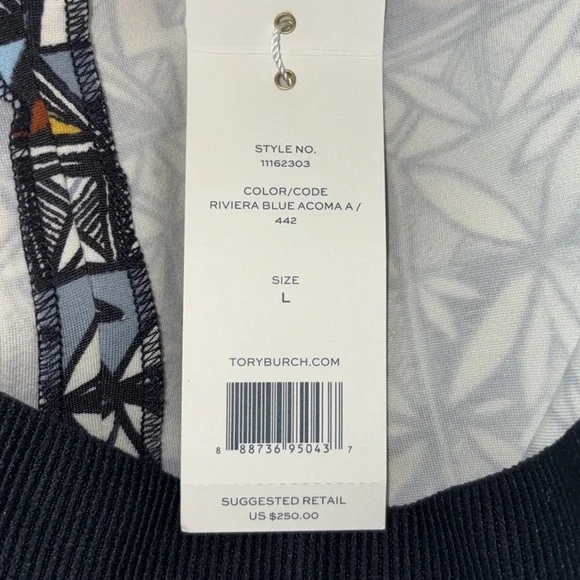 STYLE NO.
11162303
COLOR/CODE
RIVIERA BLUE ACOMA A /
442
SIZE
L
TORYBURCH.COM
8 88736 95043 7
SUGGESTED RETAIL
US $250.00